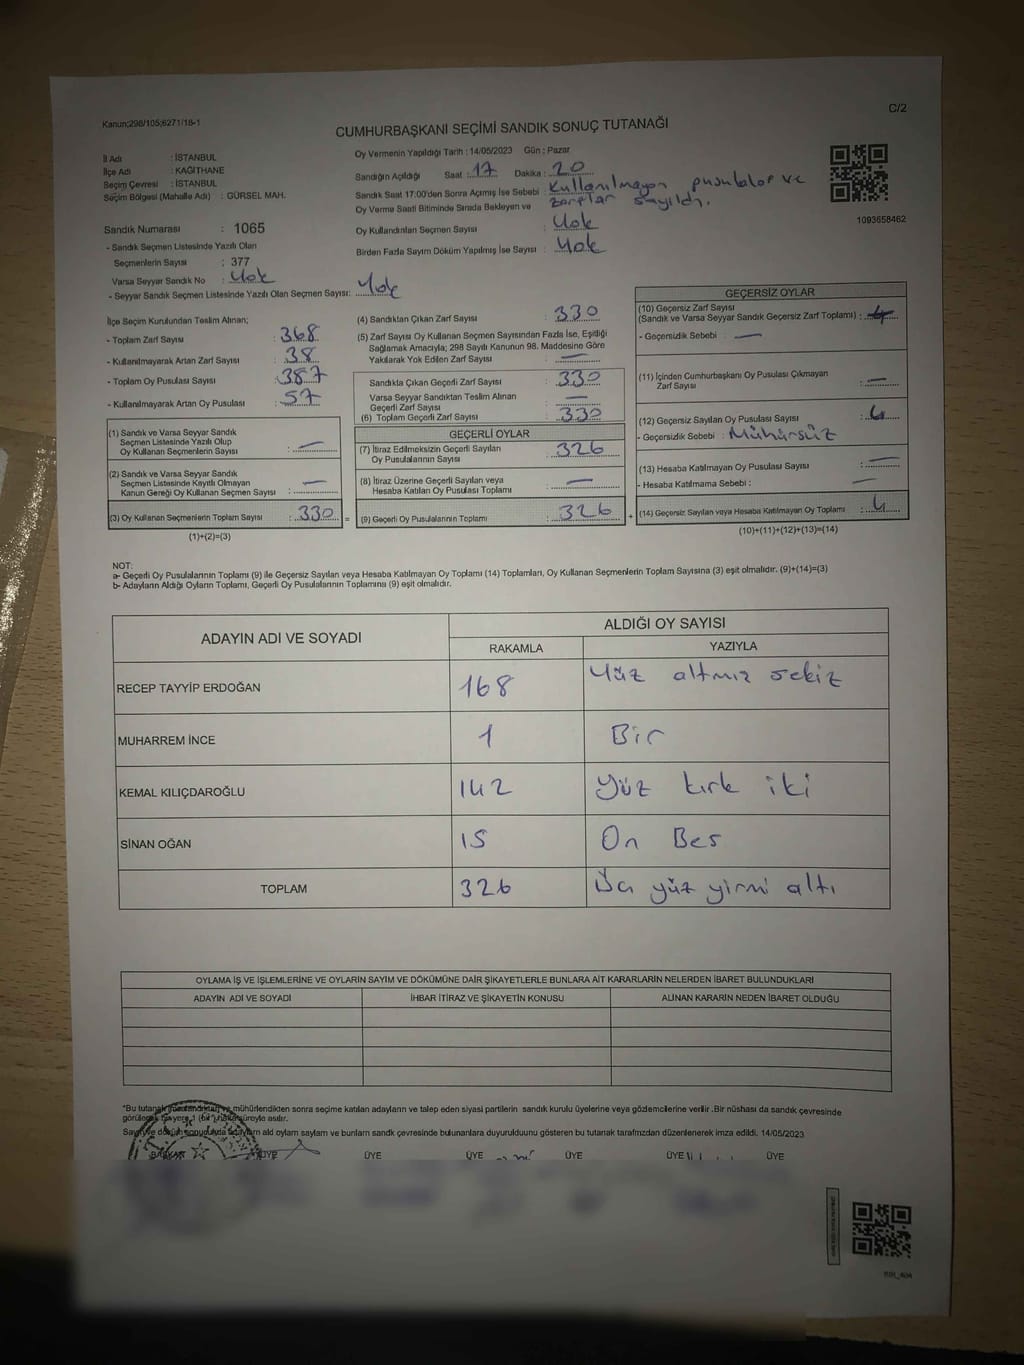 Kanun;298/105;6271/18-1
C/2
CUMHURBAŞKANI SEÇİMİ SANDIK SONUÇ TUTANAĞI
İl Adı : İSTANBUL
İlçe Adı : KAĞITHANE
Seçim Çevresi : İSTANBUL
Seçim Bölgesi (Mahalle Adı) : GÜRSEL MAH.
Sandık Numarası : 1065
- Sandık Seçmen Listesinde Yazılı Olan
Seçmenlerin Sayısı : 377
Varsa Seyyar Sandık No : Yok
- Seyyar Sandık Seçmen Listesinde Yazılı Olan Seçmen Sayısı: Yok
Oy Vermenin Yapıldığı Tarih : 14/05/2023 Gün : Pazar
Sandığın Açıldığı Saat : 17 Dakika : 20
Sandık Saat 17:00'den Sonra Açımış İse Sebebi : Kullanılmayan pusulalar ve
zarflar sayıldı.
Oy Verme Saati Bitiminde Sırada Bekleyen ve
Oy Kullandırılan Seçmen Sayısı : Yok
Birden Fazla Sayım Döküm Yapılmış İse Sayısı : Yok
1093658462
İlçe Seçim Kurulundan Teslim Alınan;
- Toplam Zarf Sayısı : 368
- Kullanılmayarak Artan Zarf Sayısı : 38
- Toplam Oy Pusulası Sayısı : 387
- Kullanılmayarak Artan Oy Pusulası : 57
(1) Sandık ve Varsa Seyyar Sandık
Seçmen Listesinde Yazılı Olup
Oy Kullanan Seçmenlerin Sayısı : —
(2) Sandık ve Varsa Seyyar Sandık
Seçmen Listesinde Kayıtlı Olmayan
Kanun Gereği Oy Kullanan Seçmen Sayısı : —
(3) Oy Kullanan Seçmenlerin Toplam Sayısı : 330 =
(1)+(2)=(3)
(4) Sandıktan Çıkan Zarf Sayısı : 330
(5) Zarf Sayısı Oy Kullanan Seçmen Sayısından Fazla İse, Eşitliği
Sağlamak Amacıyla; 298 Sayılı Kanunun 98. Maddesine Göre
Yakılarak Yok Edilen Zarf Sayısı : —
Sandıkta Çıkan Geçerli Zarf Sayısı : 330
Varsa Seyyar Sandıktan Teslim Alınan
Geçerli Zarf Sayısı : —
(6) Toplam Geçerli Zarf Sayısı : 330
GEÇERLİ OYLAR
(7) İtiraz Edilmeksizin Geçerli Sayılan
Oy Pusulalarının Sayısı : 326
(8) İtiraz Üzerine Geçerli Sayılan veya
Hesaba Katılan Oy Pusulası Toplamı : —
(9) Geçerli Oy Pusulalarının Toplamı : 326 +
GEÇERSİZ OYLAR
(10) Geçersiz Zarf Sayısı
(Sandık ve Varsa Seyyar Sandık Geçersiz Zarf Toplamı) :
- Geçersizlik Sebebi : —
(11) İçinden Cumhurbaşkanı Oy Pusulası Çıkmayan
Zarf Sayısı : —
(12) Geçersiz Sayılan Oy Pusulası Sayısı : 4
- Geçersizlik Sebebi : Mühürsüz
(13) Hesaba Katılmayan Oy Pusulası Sayısı : —
- Hesaba Katılmama Sebebi : —
(14) Geçersiz Sayılan veya Hesaba Katılmayan Oy Toplamı : 4
(10)+(11)+(12)+(13)=(14)
NOT:
a- Geçerli Oy Pusulalarının Toplamı (9) ile Geçersiz Sayılan veya Hesaba Katılmayan Oy Toplamı (14) Toplamları, Oy Kullanan Seçmenlerin Toplam Sayısına (3) eşit olmalıdır. (9)+(14)=(3)
b- Adayların Aldığı Oyların Toplamı, Geçerli Oy Pusulalarının Toplamına (9) eşit olmalıdır.
ADAYIN ADI VE SOYADI
ALDIĞI OY SAYISI
RAKAMLA YAZIYLA
RECEP TAYYİP ERDOĞAN 168 Yüz altmış sekiz
MUHARREM İNCE 1 Bir
KEMAL KILIÇDAROĞLU 142 Yüz kırk iki
SİNAN OĞAN 15 On Bes
TOPLAM 326 Üç yüz yirmi altı
OYLAMA İŞ VE İŞLEMLERİNE VE OYLARIN SAYIM VE DÖKÜMÜNE DAİR ŞİKAYETLERLE BUNLARA AİT KARARLARIN NELERDEN İBARET BULUNDUKLARI
ADAYIN ADI VE SOYADI İHBAR İTİRAZ VE ŞİKAYETİN KONUSU ALINAN KARARIN NEDEN İBARET OLDUĞU
"Bu tutanak mühürlendikten sonra seçime katılan adayların ve talep eden siyasi partilerin sandık kurulu üyelerine veya gözlemcilerine verilir .Bir nüshası da sandık çevresinde
görülecek bir yere 1 (bir) hafta süreyle asılır.
ald oylarn saylam ve bunlarn sandk çevresinde bulunanlara duyurulduunu gösteren bu tutanak tarafmzdan düzenlenerek imza edildi. 14/05/2023
BAŞKAN ÜYE ÜYE ÜYE ÜYE ÜYE ÜYE